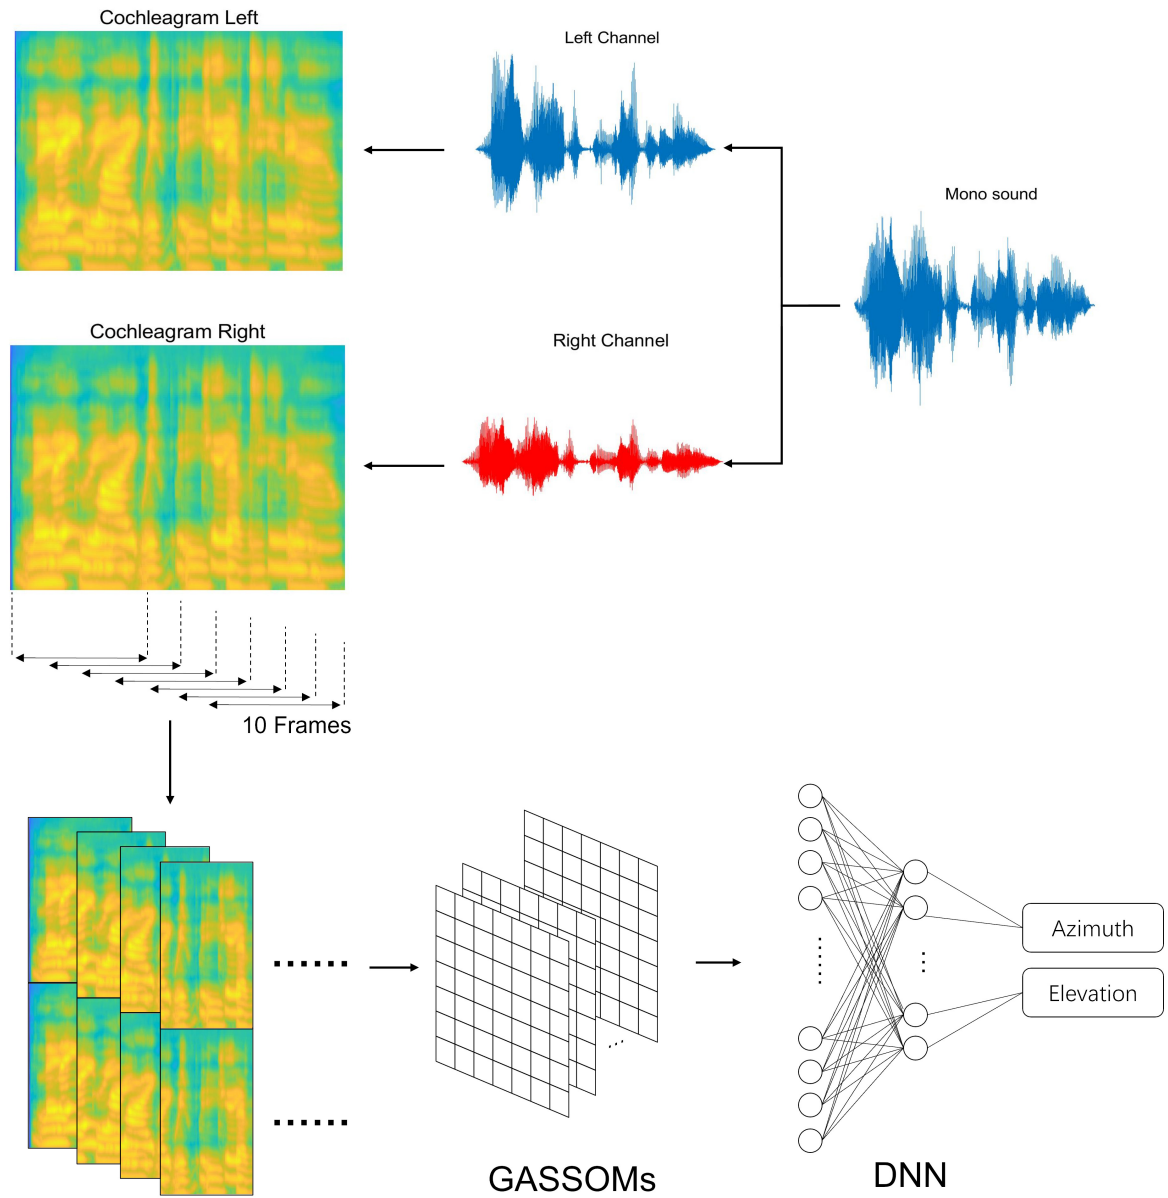 Cochleagram Left
Left Channel
Mono sound
Cochleagram Right
Right Channel
10 Frames
Azimuth
Elevation
GASSOMs
DNN